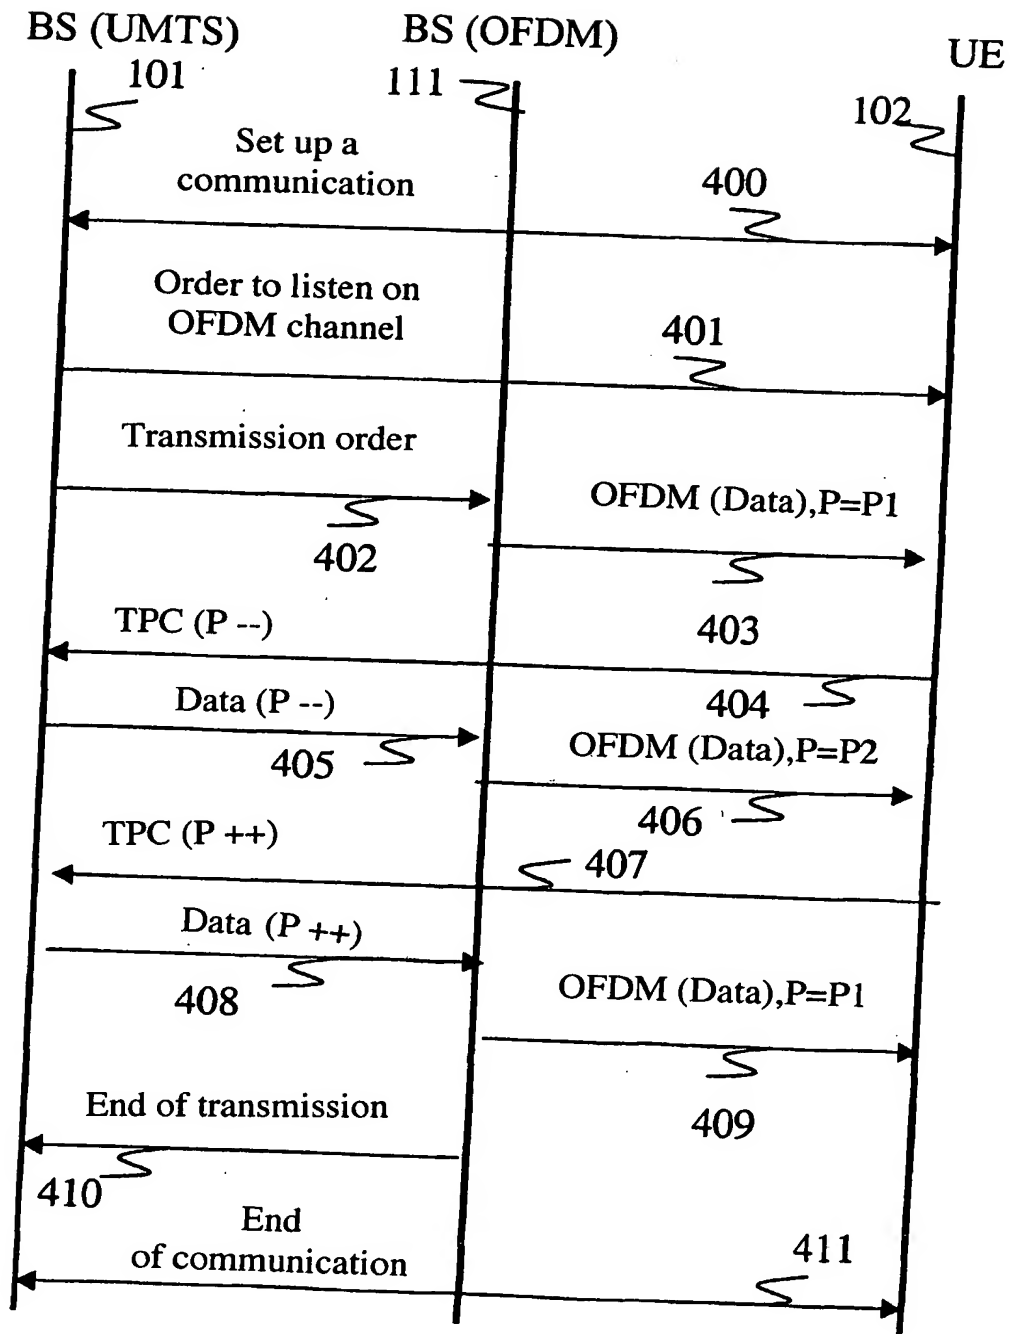 BS (UMTS)
BS (OFDM)
UE
101
111
102
Set up a
communication
400
Order to listen on
OFDM channel
401
Transmission order
402
OFDM (Data),P=P1
403
TPC (P --)
404
Data (P --)
405
OFDM (Data),P=P2
406
TPC (P ++)
407
Data (P ++)
408
OFDM (Data),P=P1
409
End of transmission
410
End
of communication
411